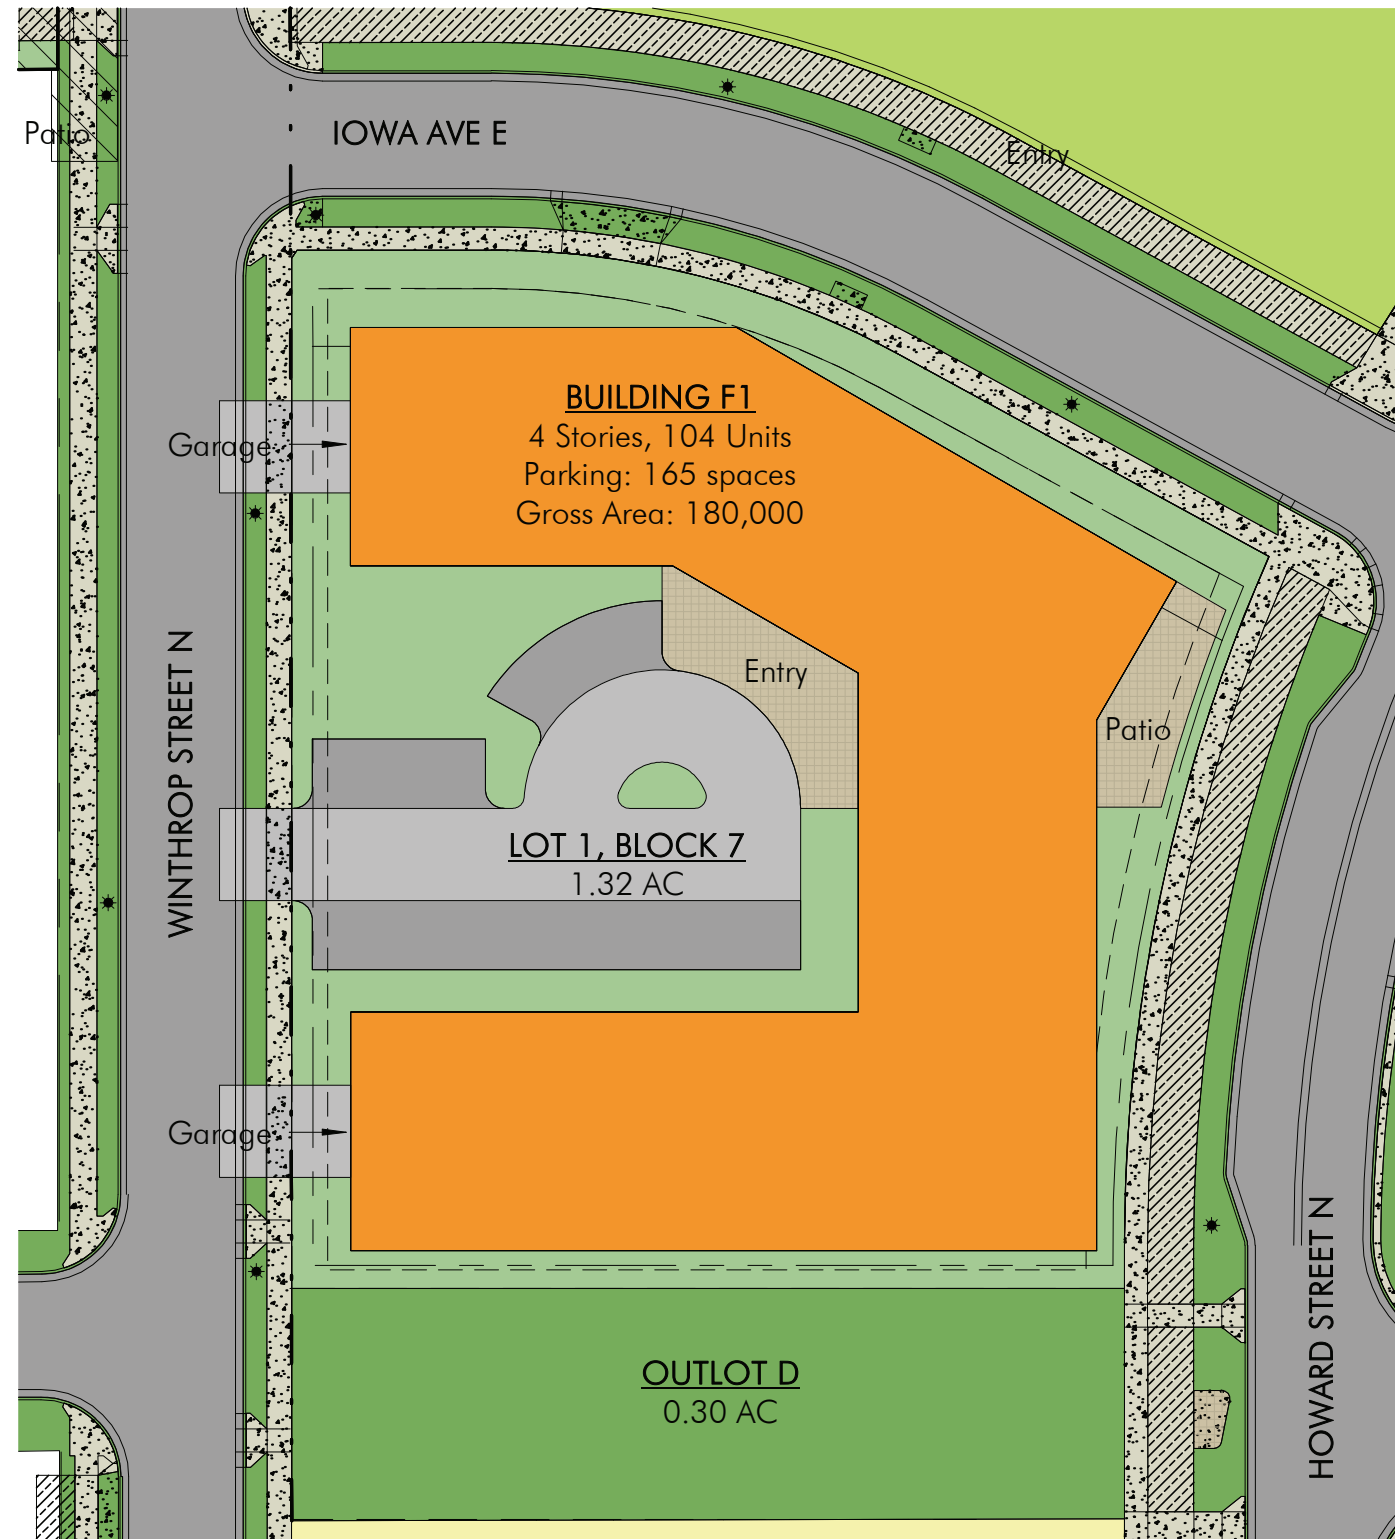 IOWA AVE E
Patio
Entry
BUILDING F1
4 Stories, 104 Units
Parking: 165 spaces
Gross Area: 180,000
Garage
Entry
Patio
WINTHROP STREET N
LOT 1, BLOCK 7
1.32 AC
Garage
HOWARD STREET N
OUTLOT D
0.30 AC